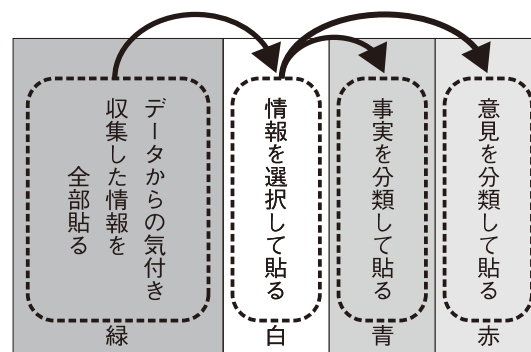 データからの気付き
収集した情報を
全部貼る
緑
情報を選択して貼る
白
事実を分類して貼る
青
意見を分類して貼る
赤